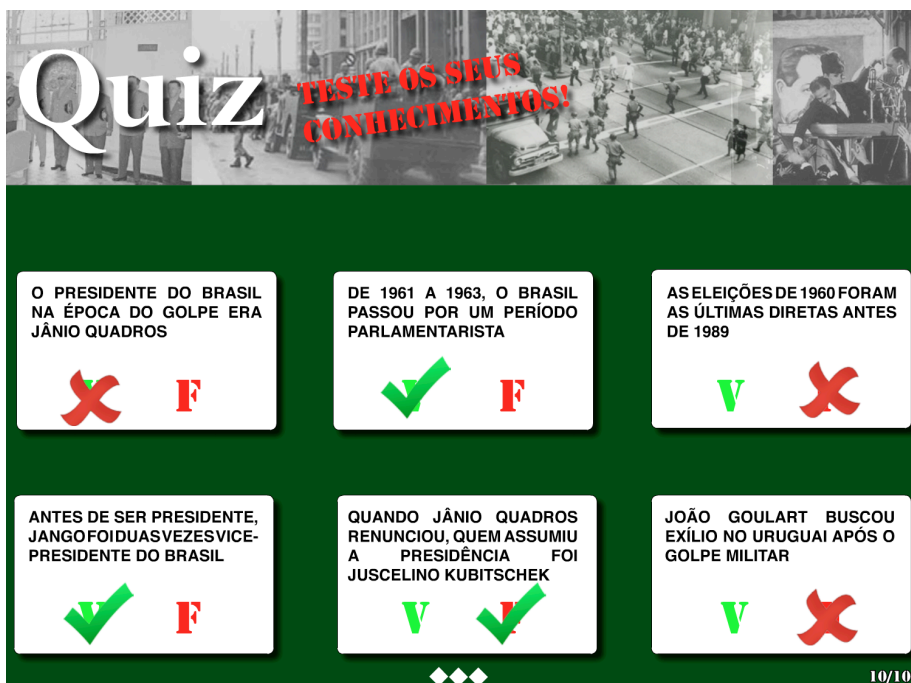 Quiz
TESTE OS SEUS
CONHECIMENTOS!
O PRESIDENTE DO BRASIL
NA ÉPOCA DO GOLPE ERA
JÂNIO QUADROS
F
DE 1961 A 1963, O BRASIL
PASSOU POR UM PERÍODO
PARLAMENTARISTA
V F
AS ELEIÇÕES DE 1960 FORAM
AS ÚLTIMAS DIRETAS ANTES
DE 1989
V
ANTES DE SER PRESIDENTE,
JANGO FOI DUAS VEZES VICE-
PRESIDENTE DO BRASIL
V F
QUANDO JÂNIO QUADROS
RENUNCIOU, QUEM ASSUMIU
A PRESIDÊNCIA FOI
JUSCELINO KUBITSCHEK
V F
JOÃO GOULART BUSCOU
EXÍLIO NO URUGUAI APÓS O
GOLPE MILITAR
V
10/10